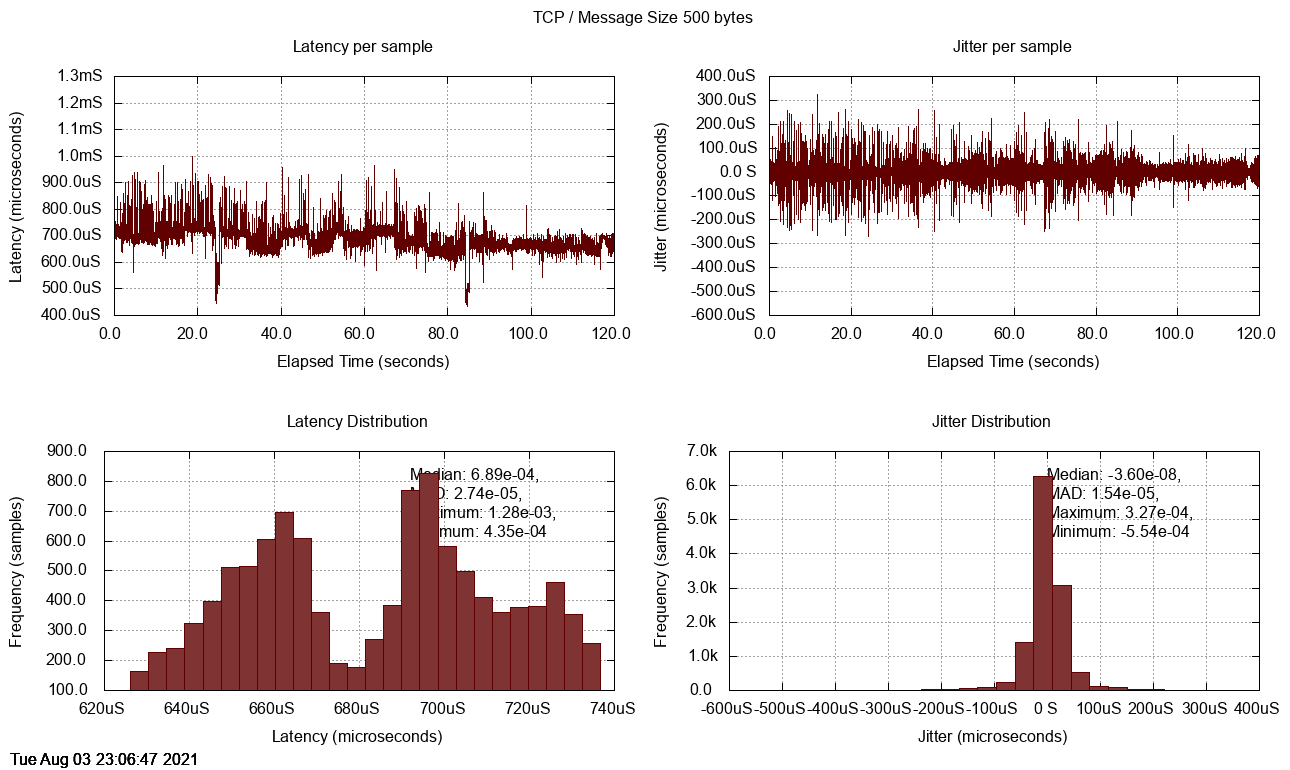 TCP / Message Size 500 bytes
Latency per sample
1.3mS
1.2mS
1.1mS
1.0mS
900.0uS
800.0uS
700.0uS
600.0uS
500.0uS
400.0uS
Latency (microseconds)
0.0 20.0 40.0 60.0 80.0 100.0 120.0
Elapsed Time (seconds)
Jitter per sample
400.0uS
300.0uS
200.0uS
100.0uS
0.0 S
-100.0uS
-200.0uS
-300.0uS
-400.0uS
-500.0uS
-600.0uS
Jitter (microseconds)
0.0 20.0 40.0 60.0 80.0 100.0 120.0
Elapsed Time (seconds)
Latency Distribution
900.0
800.0
700.0
600.0
500.0
400.0
300.0
200.0
100.0
Frequency (samples)
Median: 6.89e-04,
2.74e-05,
1.28e-03,
4.35e-04
620uS 640uS 660uS 680uS 700uS 720uS 740uS
Latency (microseconds)
Jitter Distribution
7.0k
6.0k
5.0k
4.0k
3.0k
2.0k
1.0k
0.0
Frequency (samples)
Median: -3.60e-08,
MAD: 1.54e-05,
Maximum: 3.27e-04,
Minimum: -5.54e-04
-600uS -500uS -400uS -300uS -200uS -100uS 0 S 100uS 200uS 300uS 400uS
Jitter (microseconds)
Tue Aug 03 23:06:47 2021